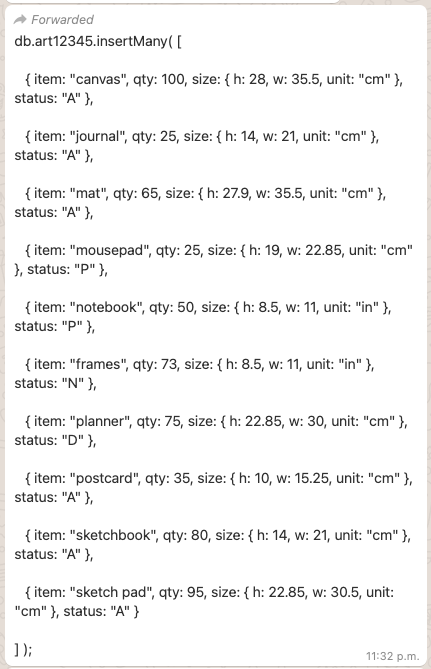 Forwarded
db.art12345.insertMany( [
{ item: "canvas", qty: 100, size: { h: 28, w: 35.5, unit: "cm" },
status: "A" },
{ item: "journal", qty: 25, size: { h: 14, w: 21, unit: "cm" },
status: "A" },
{ item: "mat", qty: 65, size: { h: 27.9, w: 35.5, unit: "cm" },
status: "A" },
{ item: "mousepad", qty: 25, size: { h: 19, w: 22.85, unit: "cm"
}, status: "P" },
{ item: "notebook", qty: 50, size: { h: 8.5, w: 11, unit: "in" },
status: "P" },
{ item: "frames", qty: 73, size: { h: 8.5, w: 11, unit: "in" },
status: "N" },
{ item: "planner", qty: 75, size: { h: 22.85, w: 30, unit: "cm" },
status: "D" },
{ item: "postcard", qty: 35, size: { h: 10, w: 15.25, unit: "cm" },
status: "A" },
{ item: "sketchbook", qty: 80, size: { h: 14, w: 21, unit: "cm" },
status: "A" },
{ item: "sketch pad", qty: 95, size: { h: 22.85, w: 30.5, unit:
"cm" }, status: "A" }
] );
11:32 p.m.